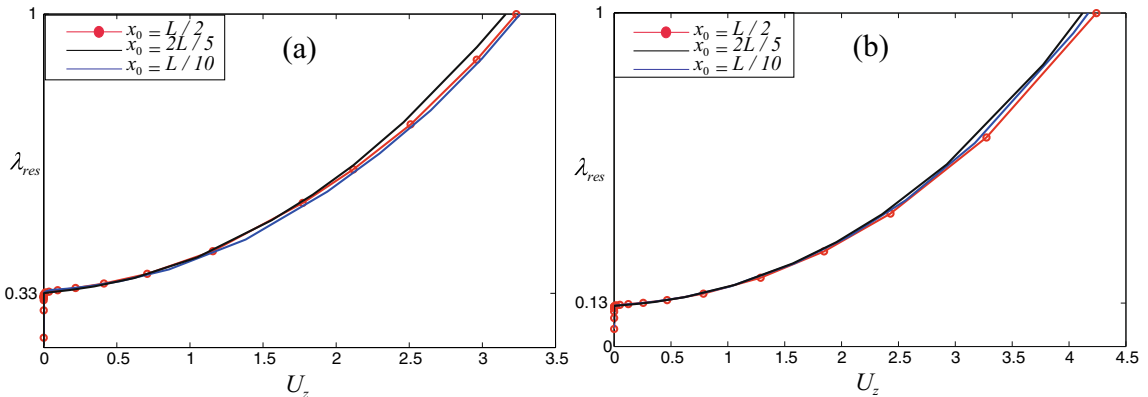 1
x₀ = L / 2
x₀ = 2L / 5
x₀ = L / 10
(a)
λres
0.33
0 0.5 1 1.5 2 2.5 3 3.5
Uz
1
x₀ = L / 2
x₀ = 2L / 5
x₀ = L / 10
(b)
λres
0.13
0
0 0.5 1 1.5 2 2.5 3 3.5 4 4.5
Uz